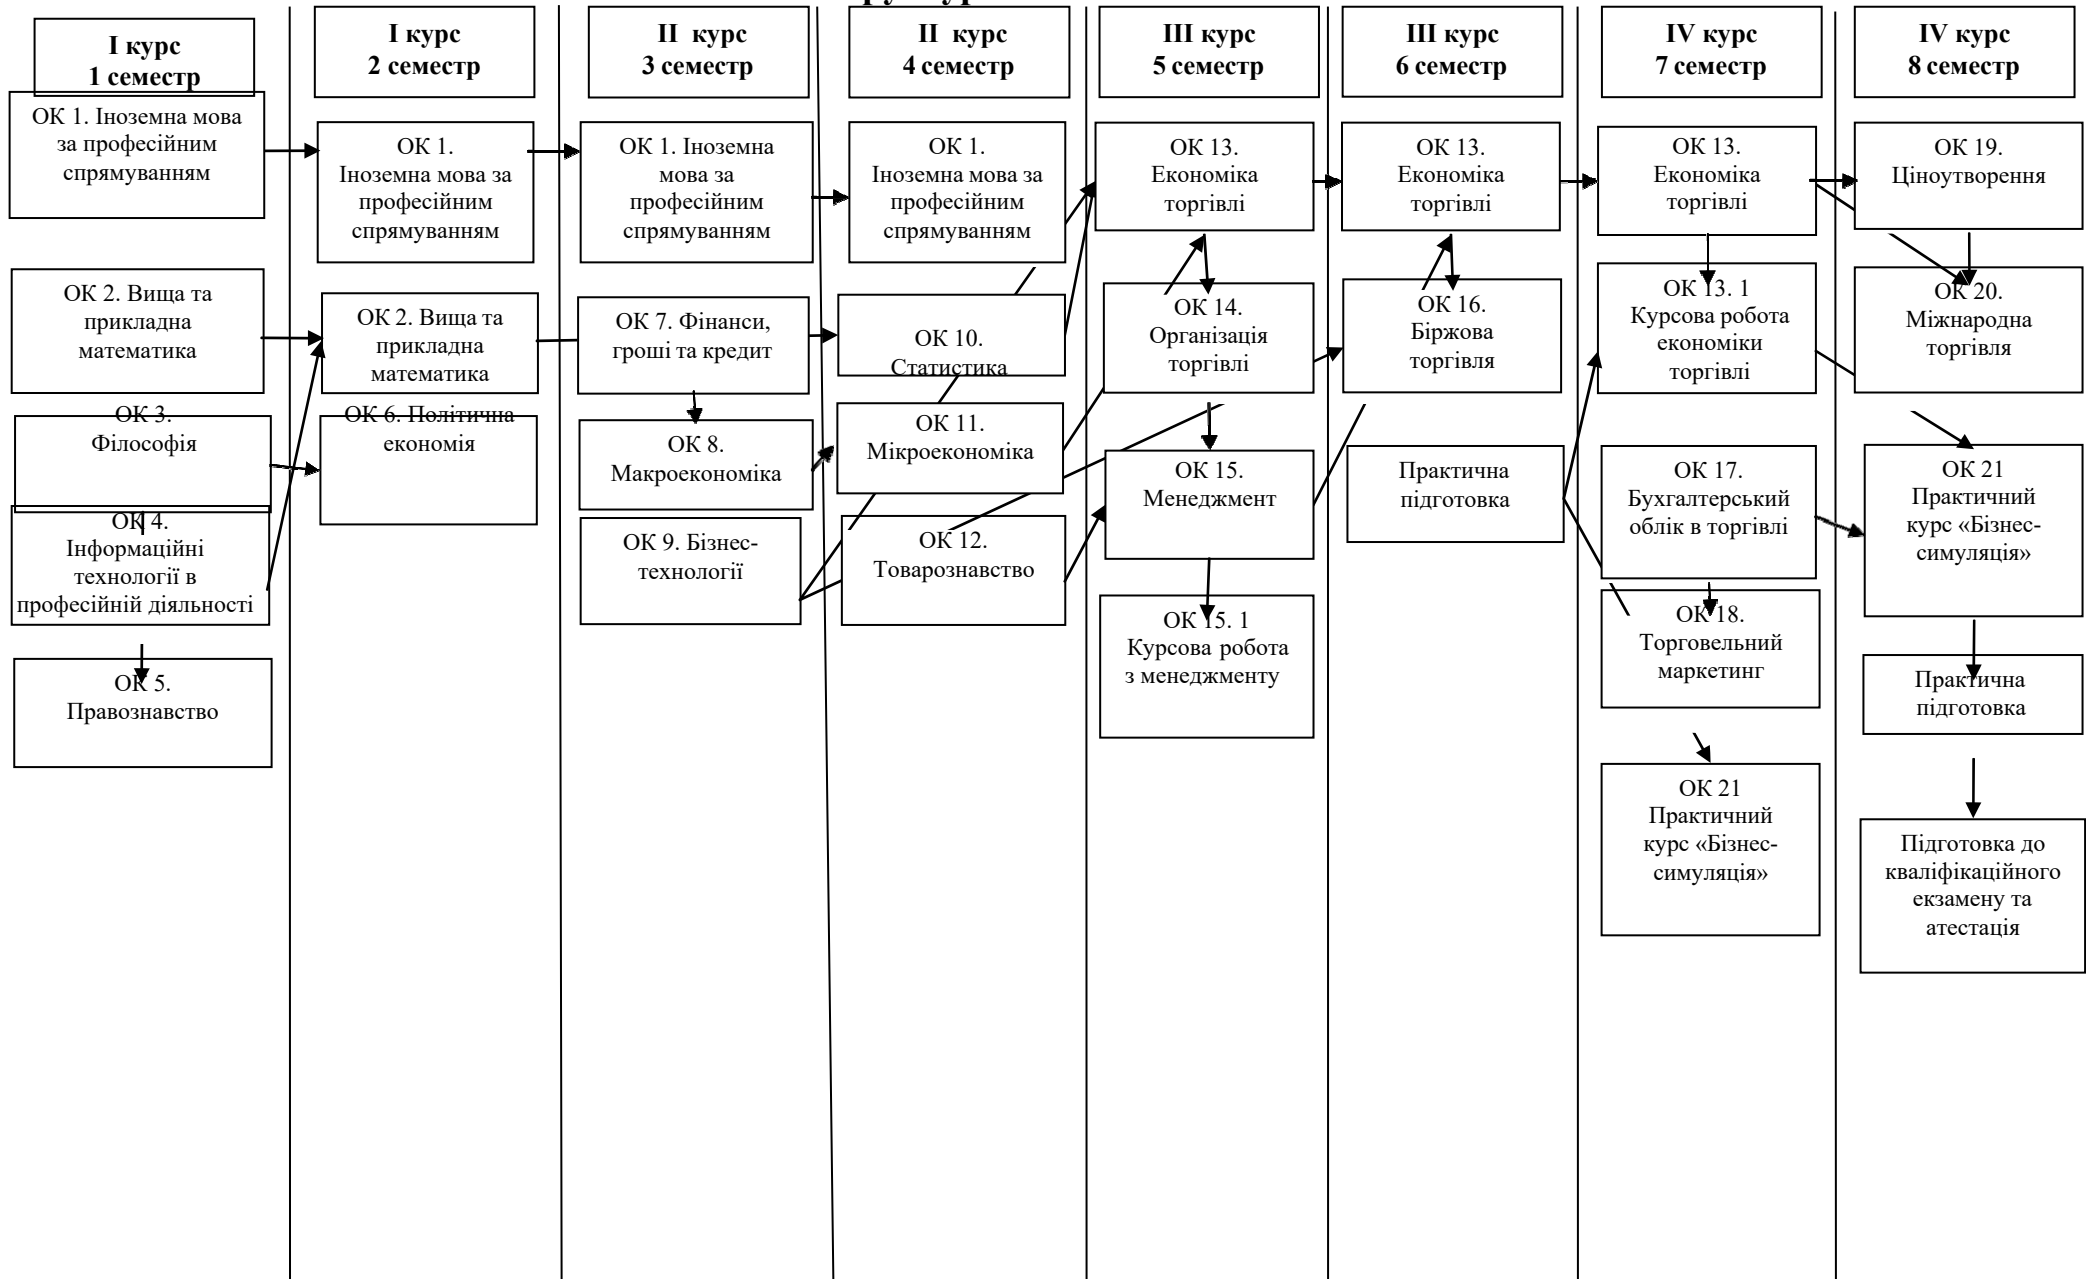 І курс
1 семестр
ОК 1. Іноземна мова
за професійним
спрямуванням
ОК 2. Вища та
прикладна
математика
ОК 3.
Філософія
ОК 4.
Інформаційні
технології в
професійній діяльності
ОК 5.
Правознавство
І курс
2 семестр
ОК 1.
Іноземна мова за
професійним
спрямуванням
ОК 2. Вища та
прикладна
математика
ОК 6. Політична
економія
ІІ курс
3 семестр
ОК 1. Іноземна
мова за
професійним
спрямуванням
ОК 7. Фінанси,
гроші та кредит
ОК 8.
Макроекономіка
ОК 9. Бізнес-
технології
ІІ курс
4 семестр
ОК 1.
Іноземна мова за
професійним
спрямуванням
ОК 10.
Статистика
ОК 11.
Мікроекономіка
ОК 12.
Товарознавство
ІІІ курс
5 семестр
ОК 13.
Економіка
торгівлі
ОК 14.
Організація
торгівлі
ОК 15.
Менеджмент
ОК 15. 1
Курсова робота
з менеджменту
ІІІ курс
6 семестр
ОК 13.
Економіка
торгівлі
ОК 16.
Біржова
торгівля
Практична
підготовка
ІV курс
7 семестр
ОК 13.
Економіка
торгівлі
ОК 13. 1
Курсова робота
економіки
торгівлі
ОК 17.
Бухгалтерський
облік в торгівлі
ОК 18.
Торговельний
маркетинг
ОК 21
Практичний
курс «Бізнес-
симуляція»
ІV курс
8 семестр
ОК 19.
Ціноутворення
ОК 20.
Міжнародна
торгівля
ОК 21
Практичний
курс «Бізнес-
симуляція»
Практична
підготовка
Підготовка до
кваліфікаційного
екзамену та
атестація